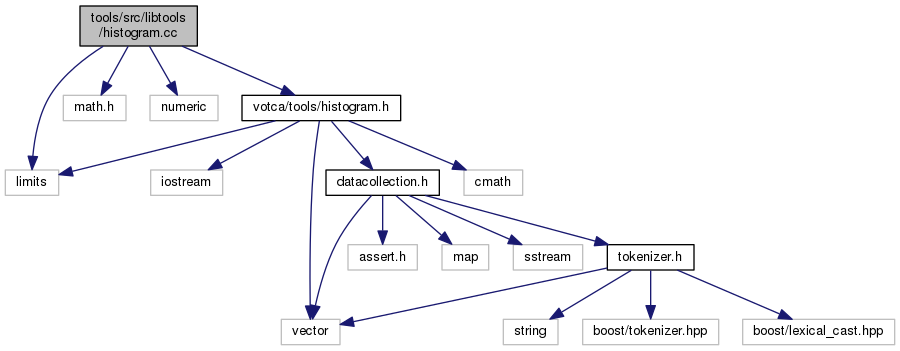 tools/src/libtools
/histogram.cc
math.h
numeric
votca/tools/histogram.h
limits
iostream
datacollection.h
cmath
assert.h
map
sstream
tokenizer.h
vector
string
boost/tokenizer.hpp
boost/lexical_cast.hpp